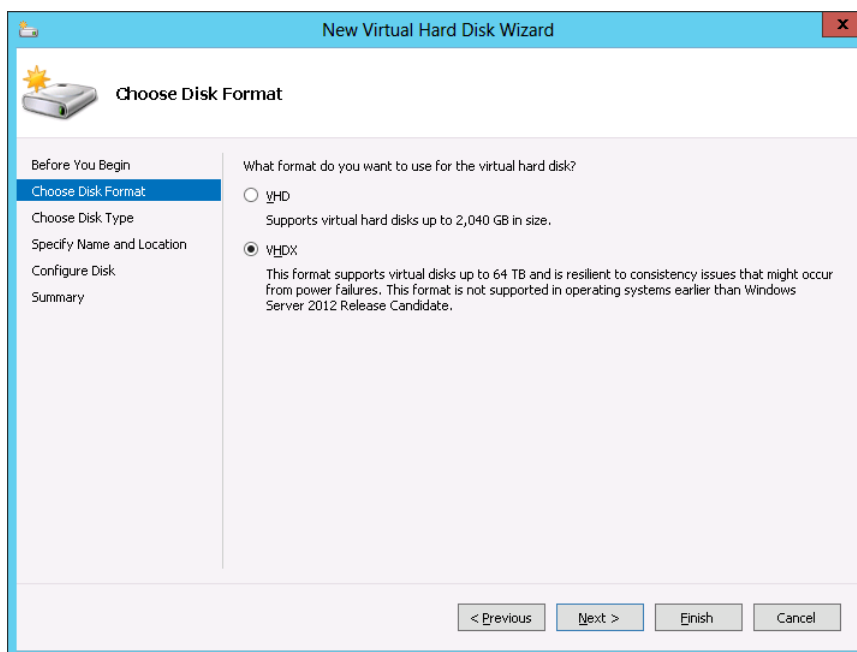 New Virtual Hard Disk Wizard
x
Choose Disk Format
Before You Begin
Choose Disk Format
Choose Disk Type
Specify Name and Location
Configure Disk
Summary
What format do you want to use for the virtual hard disk?
VHD
Supports virtual hard disks up to 2,040 GB in size.
VHDX
This format supports virtual disks up to 64 TB and is resilient to consistency issues that might occur
from power failures. This format is not supported in operating systems earlier than Windows
Server 2012 Release Candidate.
< Previous
Next >
Finish
Cancel